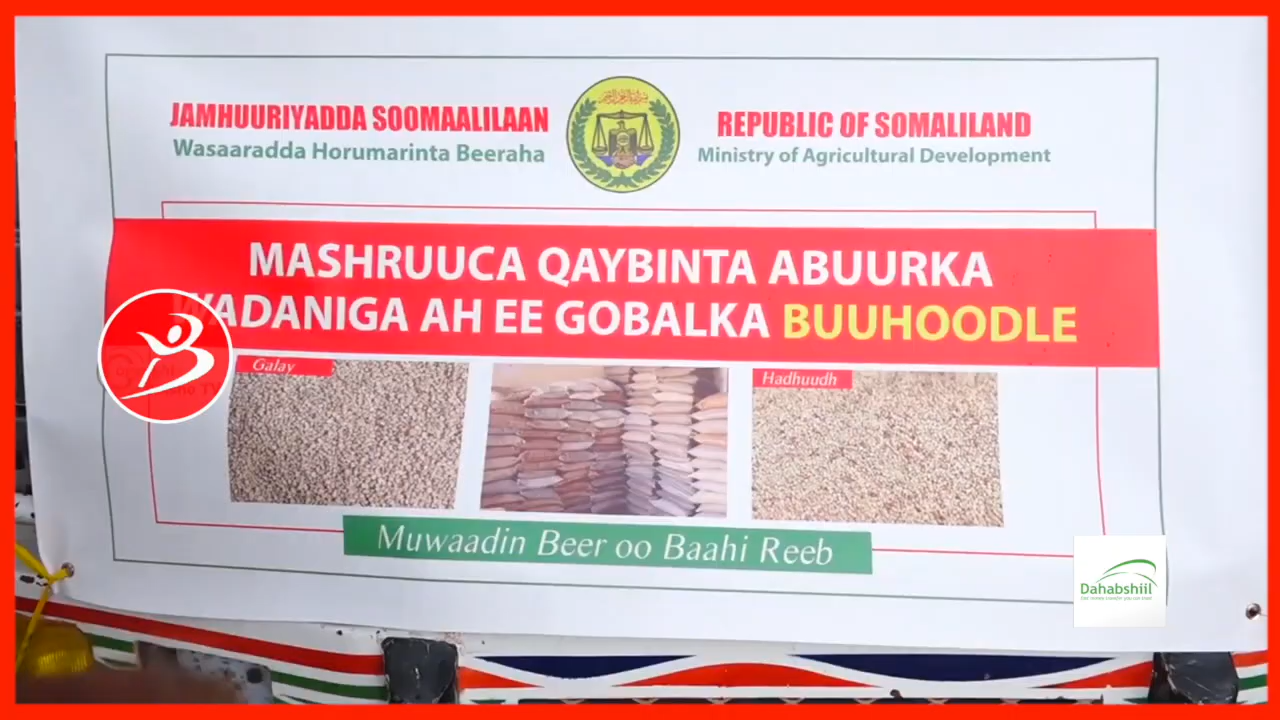 JAMHUURIYADDA SOOMAALILAAN
Wasaaradda Horumarinta Beeraha
REPUBLIC OF SOMALILAND
Ministry of Agricultural Development
MASHRUUCA QAYBINTA ABUURKA
WADANIGA AH EE GOBALKA BUUHOODLE
Galay
Hadhuudh
Muwaadin Beer oo Baahi Reeb
Dahabshiil